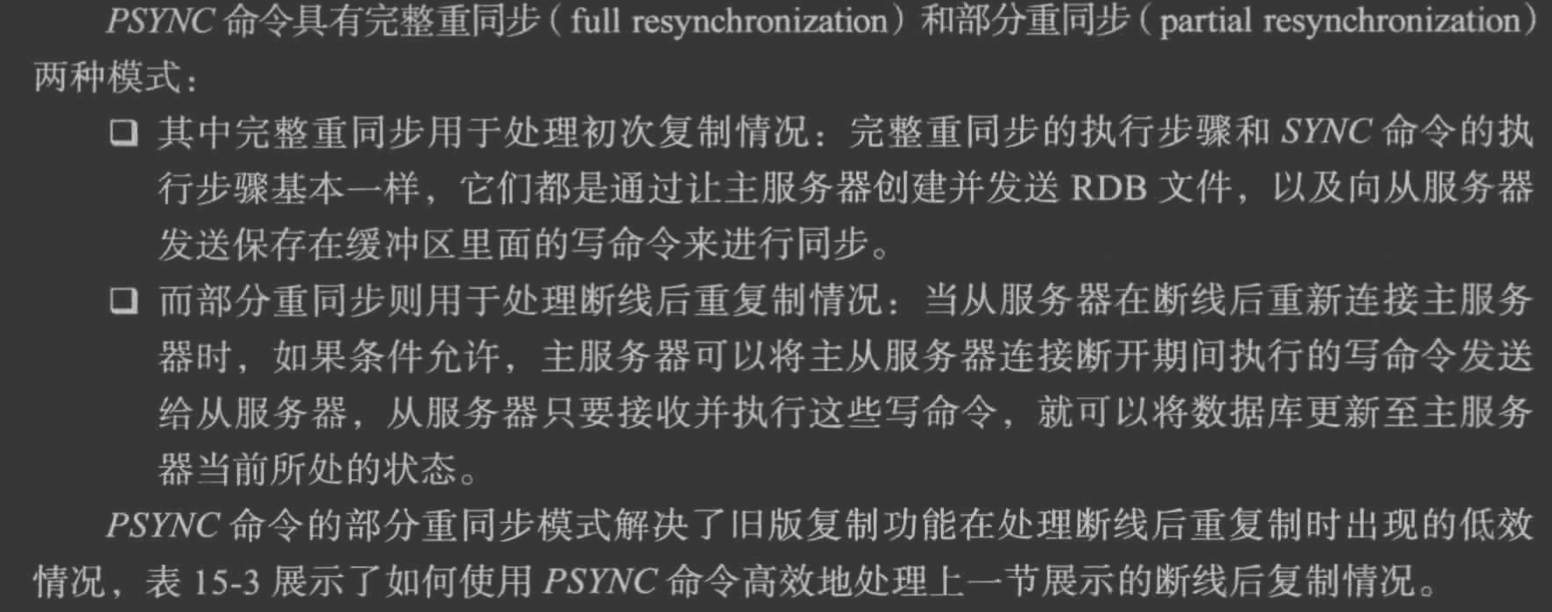 PSYNC 命令具有完整重同步（full resynchronization）和部分重同步（partial resynchronization）
两种模式：
❑ 其中完整重同步用于处理初次复制情况：完整重同步的执行步骤和 SYNC 命令的执
行步骤基本一样，它们都是通过让主服务器创建并发送 RDB 文件，以及向从服务器
发送保存在缓冲区里面的写命令来进行同步。
❑ 而部分重同步则用于处理断线后重复制情况：当从服务器在断线后重新连接主服务
器时，如果条件允许，主服务器可以将主从服务器连接断开期间执行的写命令发送
给从服务器，从服务器只要接收并执行这些写命令，就可以将数据库更新至主服务
器当前所处的状态。
PSYNC 命令的部分重同步模式解决了旧版复制功能在处理断线后重复制时出现的低效
情况，表 15-3 展示了如何使用 PSYNC 命令高效地处理上一节展示的断线后复制情况。